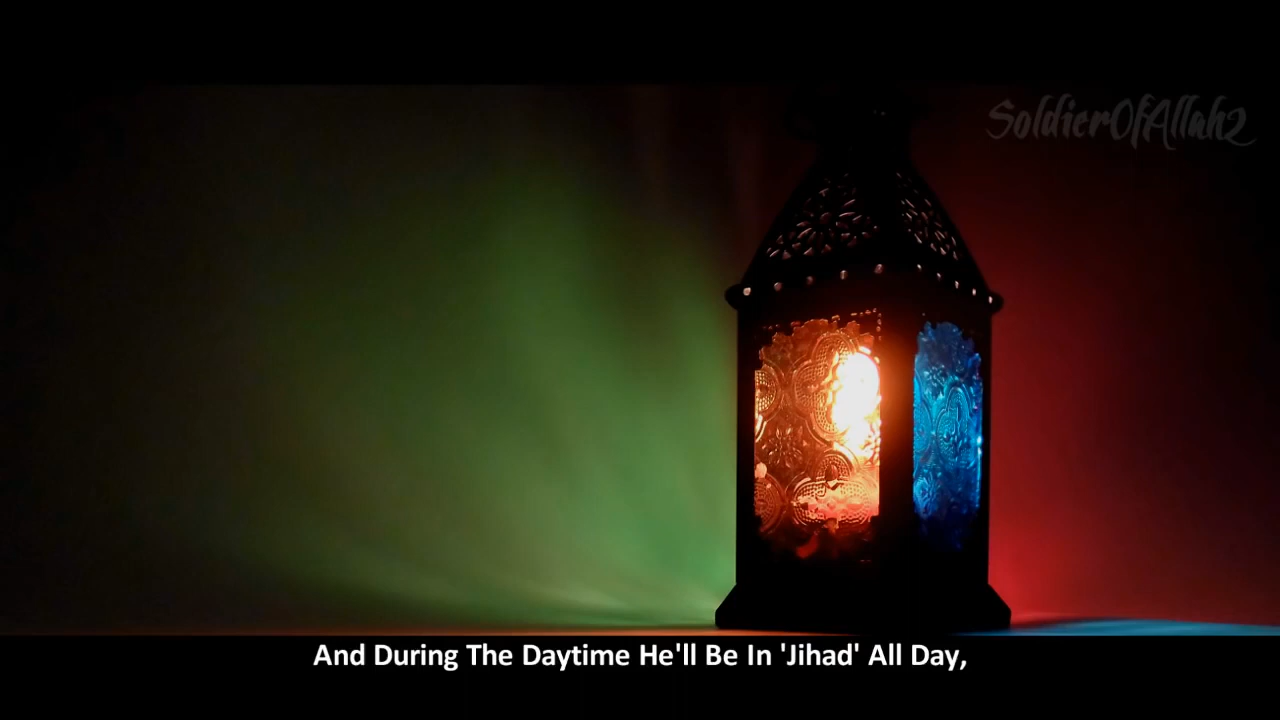 SoldierOfAllah2
And During The Daytime He'll Be In 'Jihad' All Day,